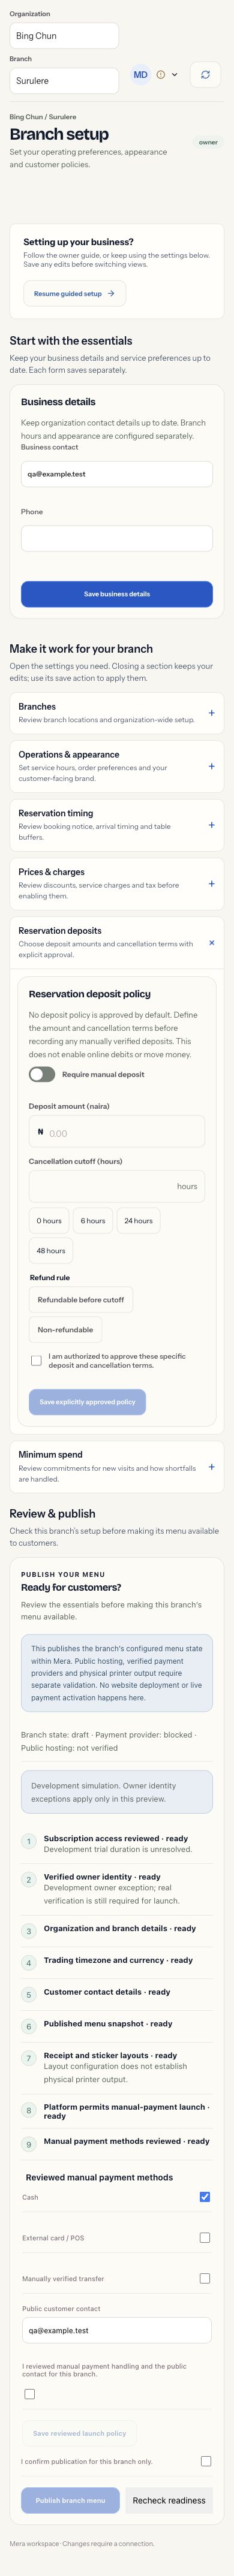 Organization
Bing Chun
Branch
Surulere
MD
Bing Chun / Surulere
Branch setup
owner
Set your operating preferences, appearance
and customer policies.
Setting up your business?
Follow the owner guide, or keep using the settings below.
Save any edits before switching views.
Resume guided setup →
Start with the essentials
Keep your business details and service preferences up to
date. Each form saves separately.
Business details
Keep organization contact details up to date. Branch
hours and appearance are configured separately.
Business contact
qa@example.test
Phone
Save business details
Make it work for your branch
Open the settings you need. Closing a section keeps your
edits; use its save action to apply them.
Branches
Review branch locations and organization-wide setup.
+
Operations & appearance
Set service hours, order preferences and your
customer-facing brand.
+
Reservation timing
Review booking notice, arrival timing and table
buffers.
+
Prices & charges
Review discounts, service charges and tax before
enabling them.
+
Reservation deposits
Choose deposit amounts and cancellation terms with
explicit approval.
×
Reservation deposit policy
No deposit policy is approved by default. Define
the amount and cancellation terms before
recording any manually verified deposits. This
does not enable online debits or move money.
Require manual deposit
Deposit amount (naira)
₦ 0.00
Cancellation cutoff (hours)
hours
0 hours
6 hours
24 hours
48 hours
Refund rule
Refundable before cutoff
Non-refundable
I am authorized to approve these specific
deposit and cancellation terms.
Save explicitly approved policy
Minimum spend
Review commitments for new visits and how shortfalls
are handled.
+
Review & publish
Check this branch's setup before making its menu available
to customers.
PUBLISH YOUR MENU
Ready for customers?
Review the essentials before making this branch's
menu available.
This publishes the branch's configured menu state
within Mera. Public hosting, verified payment
providers and physical printer output require
separate validation. No website deployment or live
payment activation happens here.
Branch state: draft · Payment provider: blocked ·
Public hosting: not verified
Development simulation. Owner identity
exceptions apply only in this preview.
1 Subscription access reviewed · ready
Development trial duration is unresolved.
2 Verified owner identity · ready
Development owner exception; real
verification is still required for launch.
3 Organization and branch details · ready
4 Trading timezone and currency · ready
5 Customer contact details · ready
6 Published menu snapshot · ready
7 Receipt and sticker layouts · ready
Layout configuration does not establish
physical printer output.
8 Platform permits manual-payment launch ·
ready
9 Manual payment methods reviewed · ready
Reviewed manual payment methods
Cash
External card / POS
Manually verified transfer
Public customer contact
qa@example.test
I reviewed manual payment handling and the public
contact for this branch.
Save reviewed launch policy
I confirm publication for this branch only.
Publish branch menu
Recheck readiness
Mera workspace · Changes require a connection.